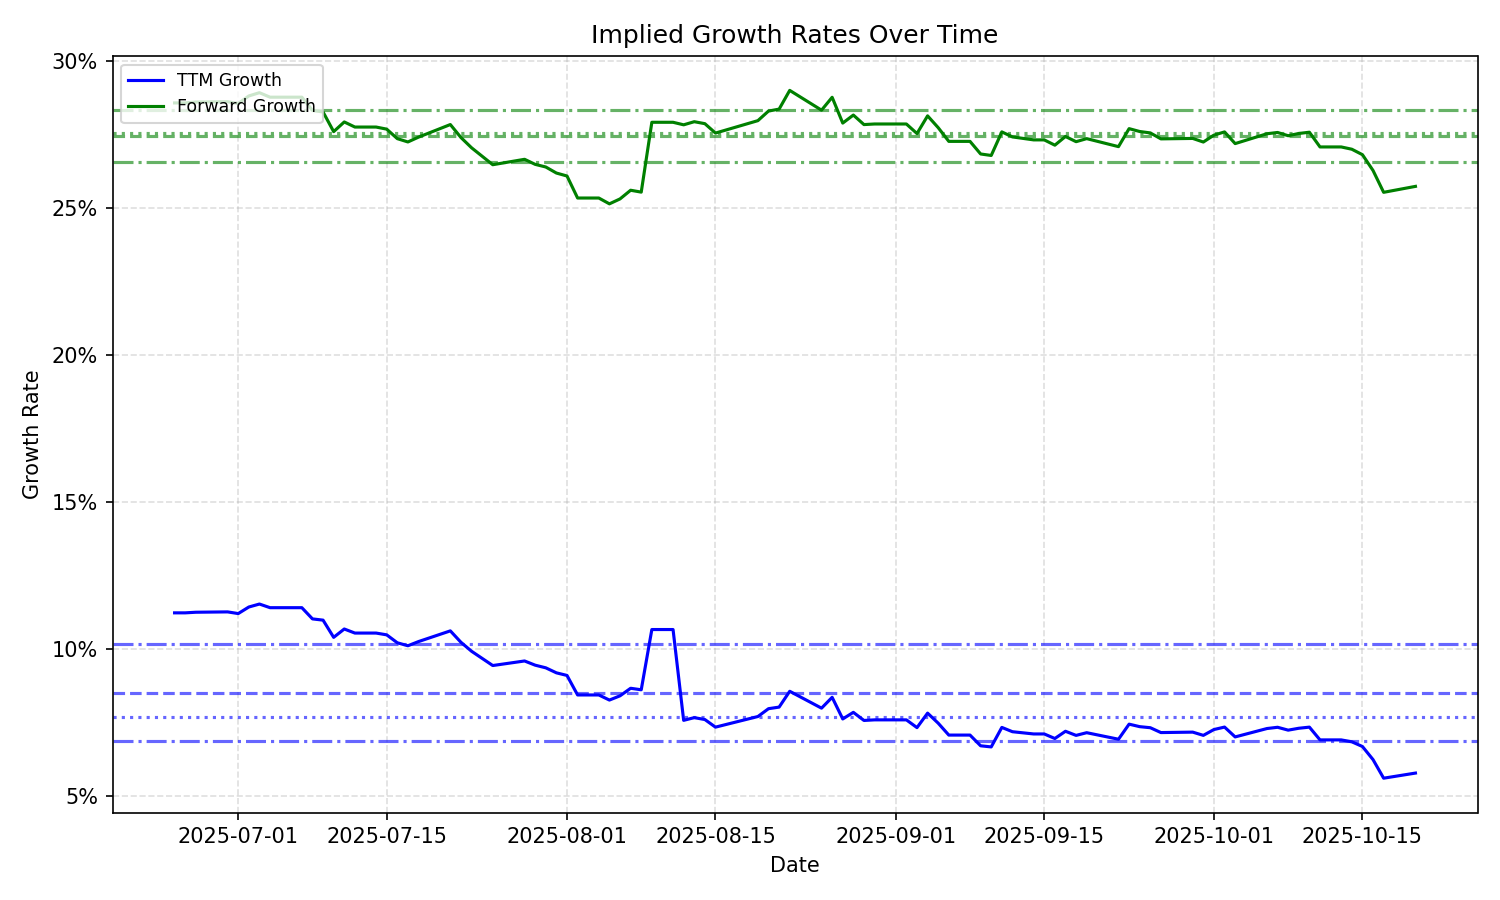 Implied Growth Rates Over Time
TTM Growth
Forward Growth
30%
25%
20%
15%
10%
5%
Growth Rate
2025-07-01 2025-07-15 2025-08-01 2025-08-15 2025-09-01 2025-09-15 2025-10-01 2025-10-15
Date